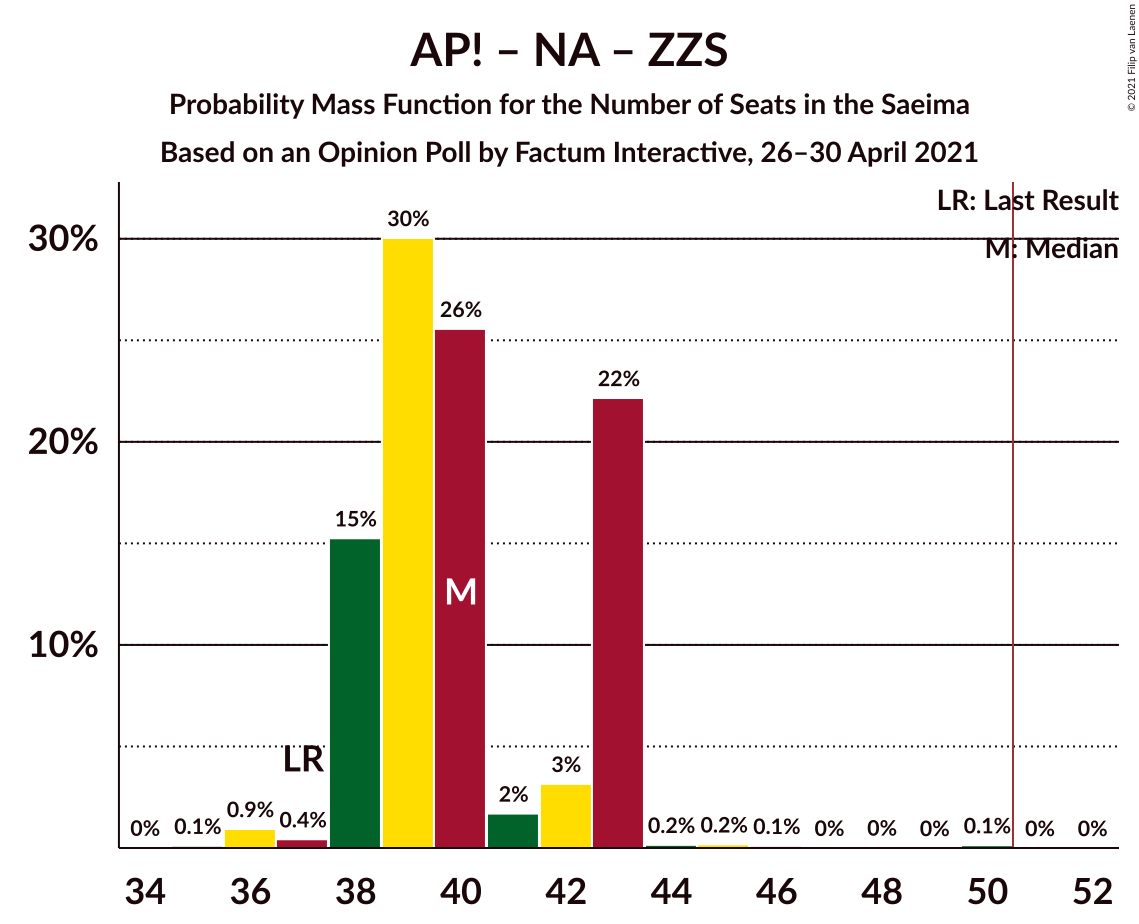 AP! – NA – ZZS
Probability Mass Function for the Number of Seats in the Saeima
Based on an Opinion Poll by Factum Interactive, 26–30 April 2021
© 2021 Filip van Laenen
LR: Last Result
M: Median
30%
20%
10%
0%
0.1%
0.9%
0.4%
15%
30%
26%
2%
3%
22%
0.2%
0.2%
0.1%
0%
0%
0%
0.1%
0%
0%
LR
M
34 36 38 40 42 44 46 48 50 52